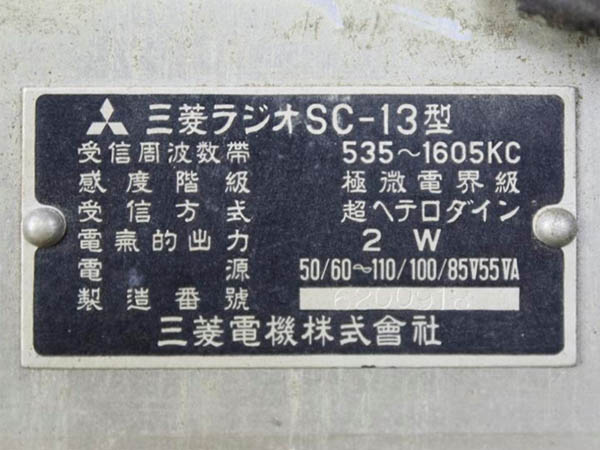 三菱ラジオSC-13型
受信周波数帶 535～1605KC
感度階級 極微電界級
受信方式 超ヘテロダイン
電氣的出力 2 W
電源 50/60～110/100/85V55VA
製造番號
三菱電機株式會社